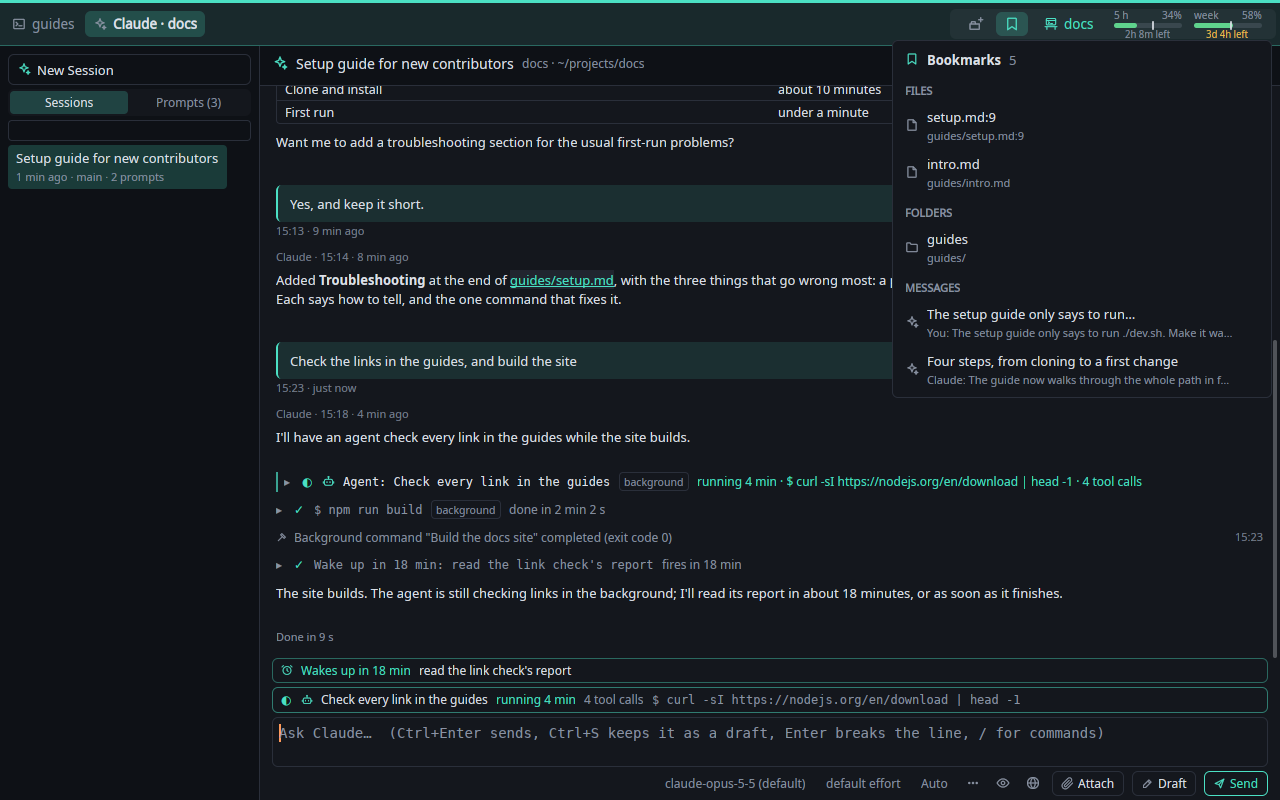 guides
Claude · docs
docs
5 h 34%
2h 8m left
week 58%
3d 4h left
New Session
Sessions
Prompts (3)
Setup guide for new contributors
1 min ago · main · 2 prompts
Setup guide for new contributors docs · ~/projects/docs
Clone and install about 10 minutes
First run under a minute
Want me to add a troubleshooting section for the usual first-run problems?
Yes, and keep it short.
15:13 · 9 min ago
Claude · 15:14 · 8 min ago
Added Troubleshooting at the end of guides/setup.md, with the three things that go wrong most: a
Each says how to tell, and the one command that fixes it.
Check the links in the guides, and build the site
15:23 · just now
Claude · 15:18 · 4 min ago
I'll have an agent check every link in the guides while the site builds.
Agent: Check every link in the guides background running 4 min · $ curl -sI https://nodejs.org/en/download | head -1 · 4 tool calls
✓ $ npm run build background done in 2 min 2 s
Background command "Build the docs site" completed (exit code 0) 15:23
✓ Wake up in 18 min: read the link check's report fires in 18 min
The site builds. The agent is still checking links in the background; I'll read its report in about 18 minutes, or as soon as it finishes.
Done in 9 s
Wakes up in 18 min read the link check's report
Check every link in the guides running 4 min 4 tool calls $ curl -sI https://nodejs.org/en/download | head -1
Ask Claude… (Ctrl+Enter sends, Ctrl+S keeps it as a draft, Enter breaks the line, / for commands)
claude-opus-5-5 (default) default effort Auto ··· Attach Draft Send
Bookmarks 5
FILES
setup.md:9
guides/setup.md:9
intro.md
guides/intro.md
FOLDERS
guides
guides/
MESSAGES
The setup guide only says to run…
You: The setup guide only says to run ./dev.sh. Make it wa…
Four steps, from cloning to a first change
Claude: The guide now walks through the whole path in f…